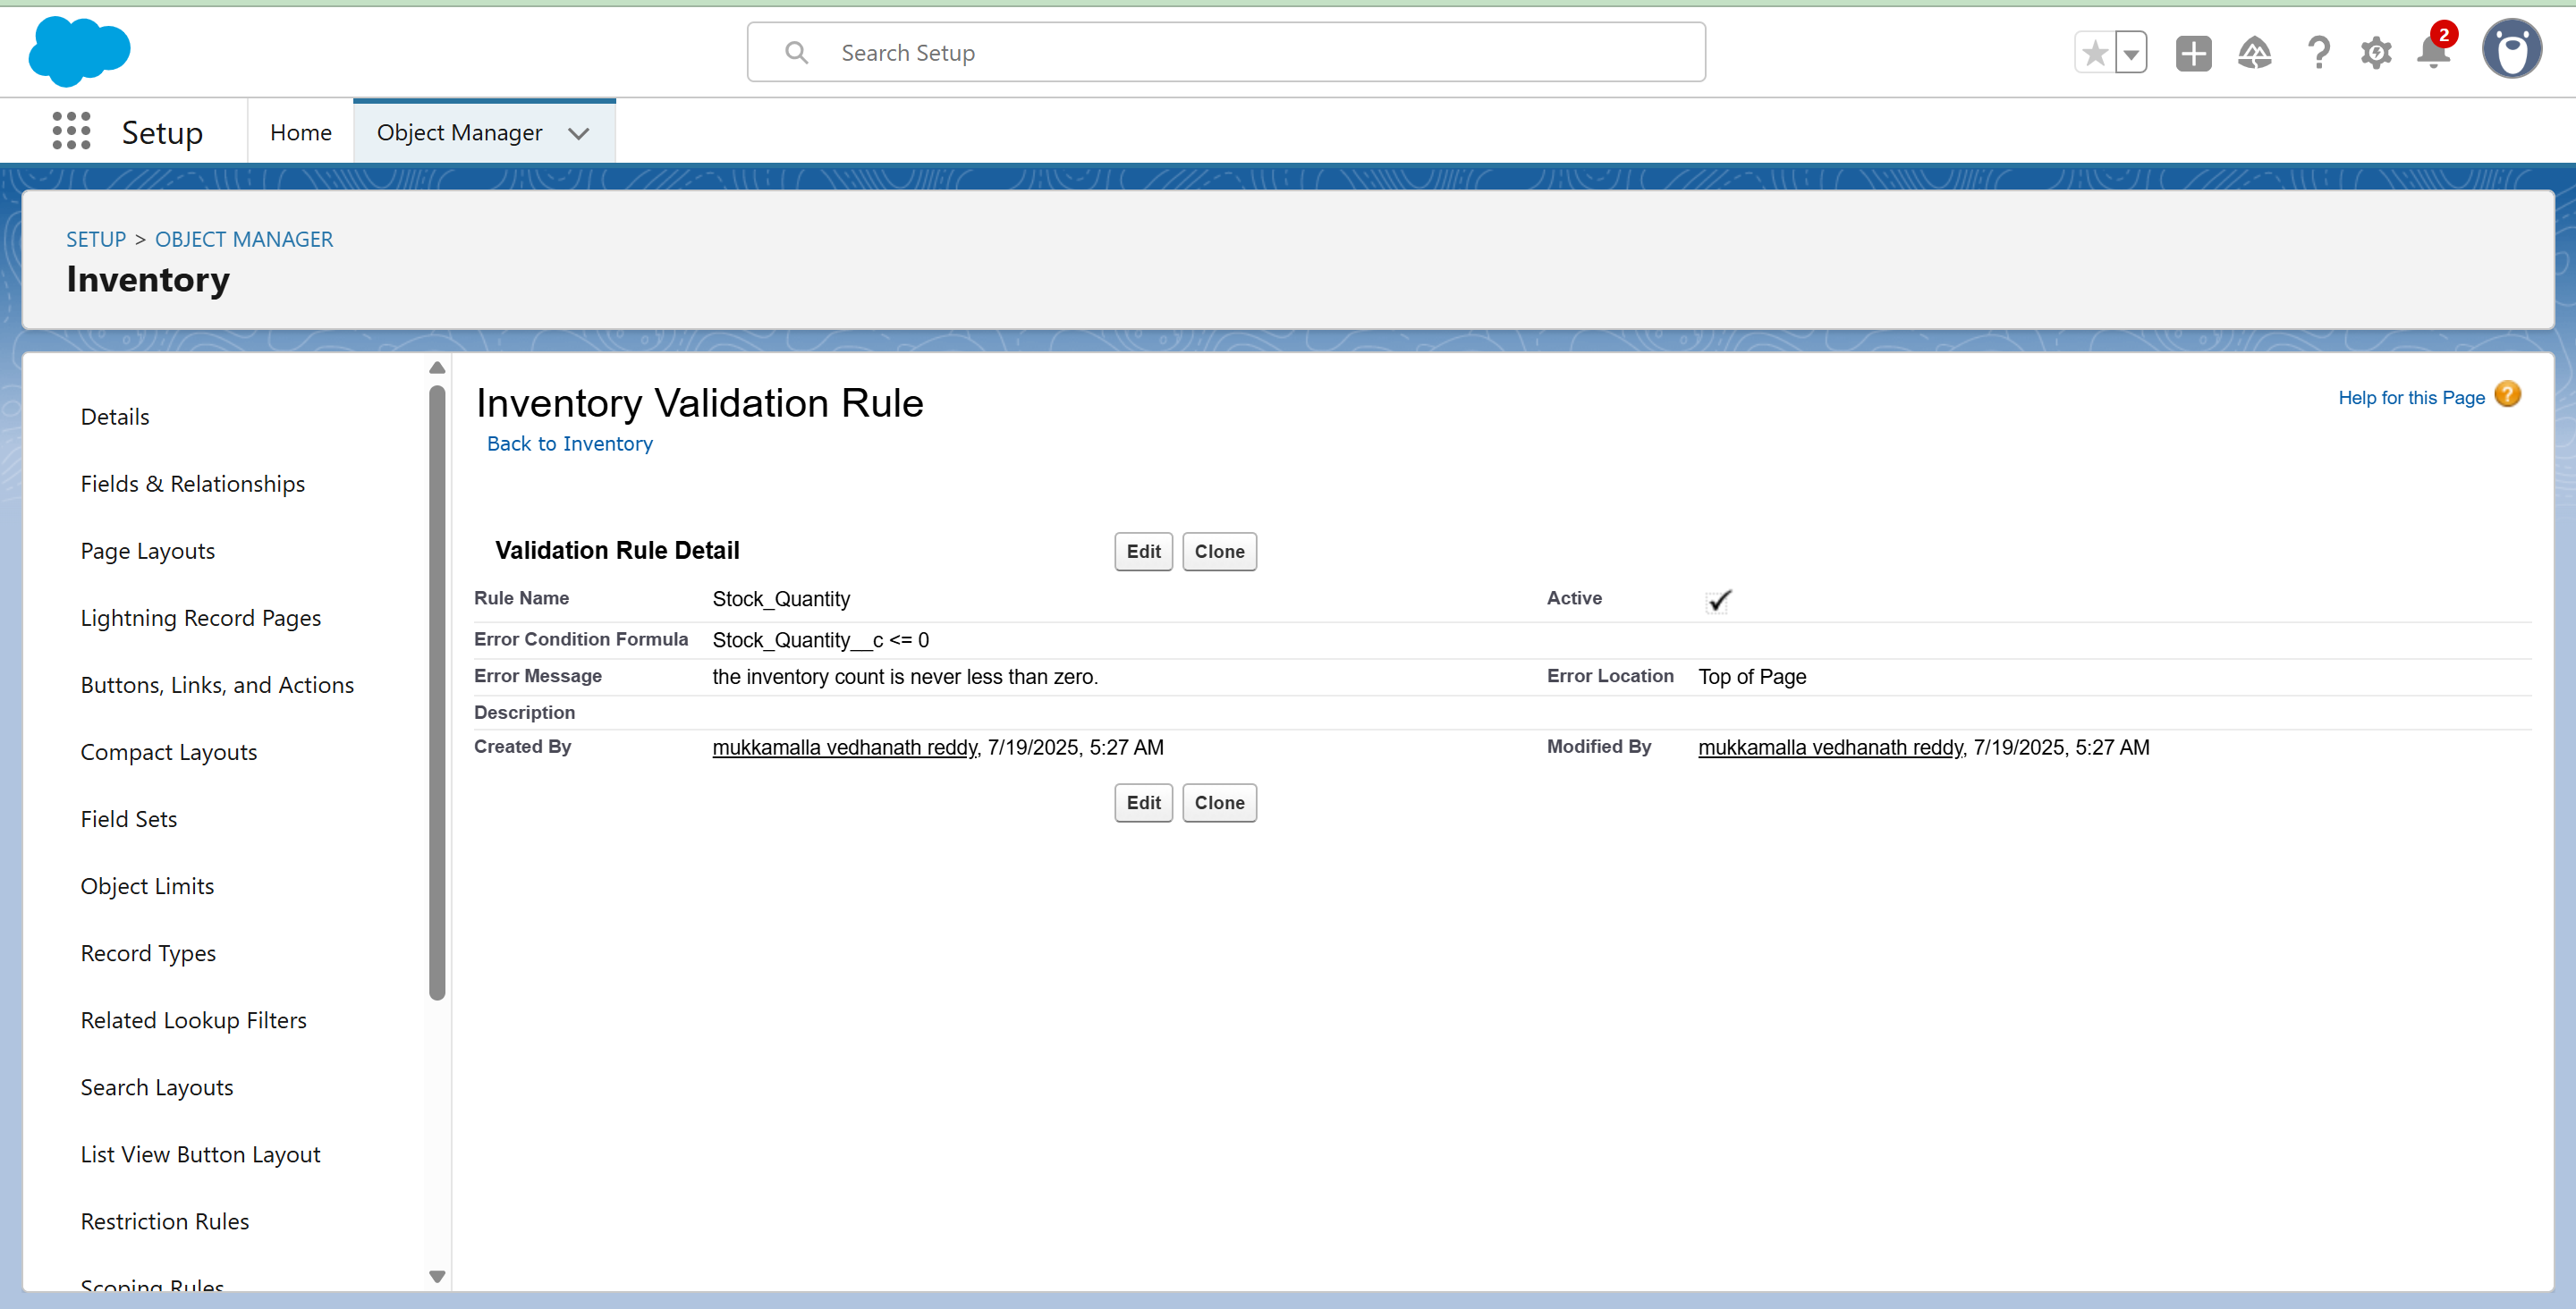 Search Setup
2
Setup
Home
Object Manager
SETUP > OBJECT MANAGER
Inventory
Details
Fields & Relationships
Page Layouts
Lightning Record Pages
Buttons, Links, and Actions
Compact Layouts
Field Sets
Object Limits
Record Types
Related Lookup Filters
Search Layouts
List View Button Layout
Restriction Rules
Scoping Rules
Inventory Validation Rule
Help for this Page ?
Back to Inventory
Validation Rule Detail
Edit Clone
Rule Name Stock_Quantity Active
Error Condition Formula Stock_Quantity__c <= 0
Error Message the inventory count is never less than zero. Error Location Top of Page
Description
Created By mukkamalla vedhanath reddy, 7/19/2025, 5:27 AM Modified By mukkamalla vedhanath reddy, 7/19/2025, 5:27 AM
Edit Clone